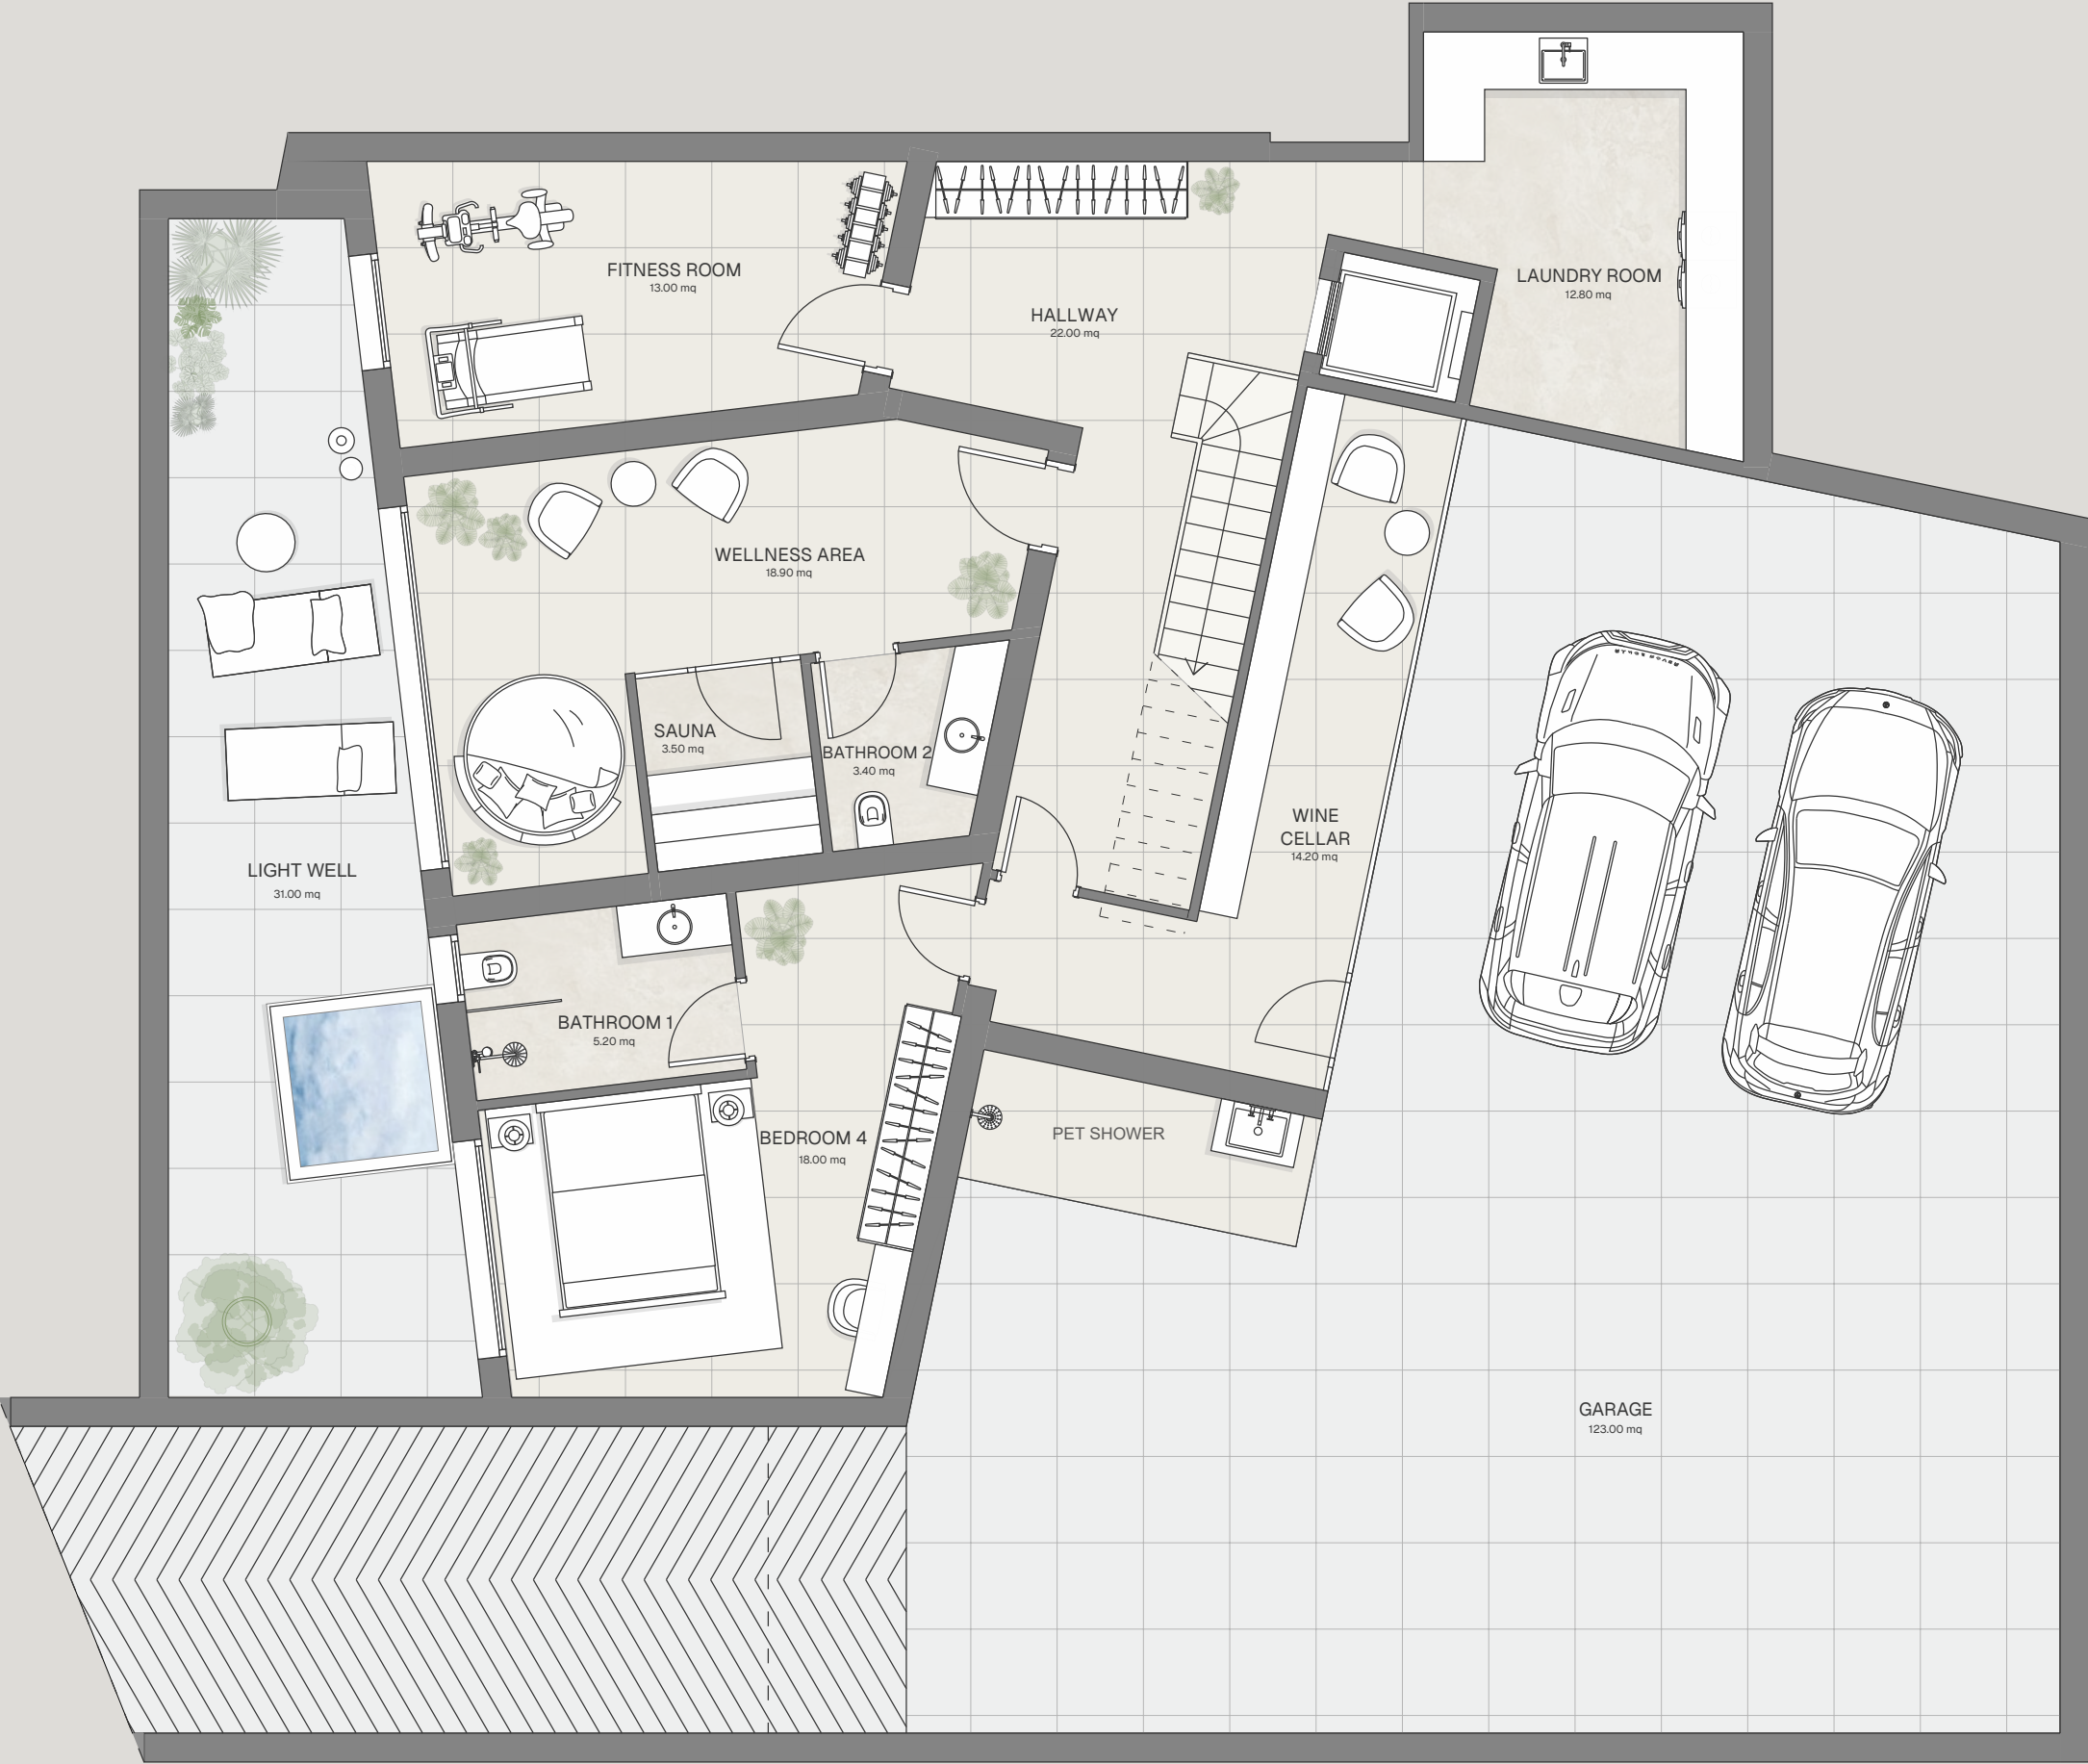 FITNESS ROOM
13.00 mq
HALLWAY
22.00 mq
LAUNDRY ROOM
12.80 mq
WELLNESS AREA
18.90 mq
SAUNA
3.50 mq
BATHROOM 2
3.40 mq
WINE
CELLAR
14.20 mq
LIGHT WELL
31.00 mq
BATHROOM 1
5.20 mq
BEDROOM 4
18.00 mq
PET SHOWER
GARAGE
123.00 mq